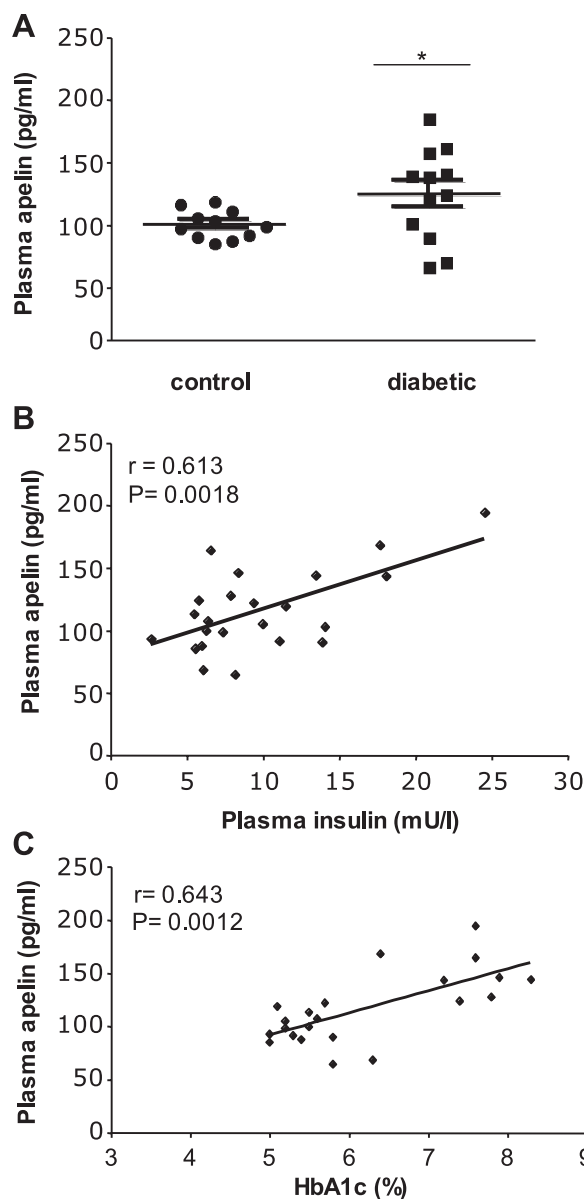 A
Plasma apelin (pg/ml)
250
200
150
100
50
0
*
control diabetic
B
Plasma apelin (pg/ml)
250
200
150
100
50
0
r = 0.613
P= 0.0018
0 5 10 15 20 25 30
Plasma insulin (mU/l)
C
Plasma apelin (pg/ml)
250
200
150
100
50
0
r= 0.643
P= 0.0012
3 4 5 6 7 8 9
HbA1c (%)